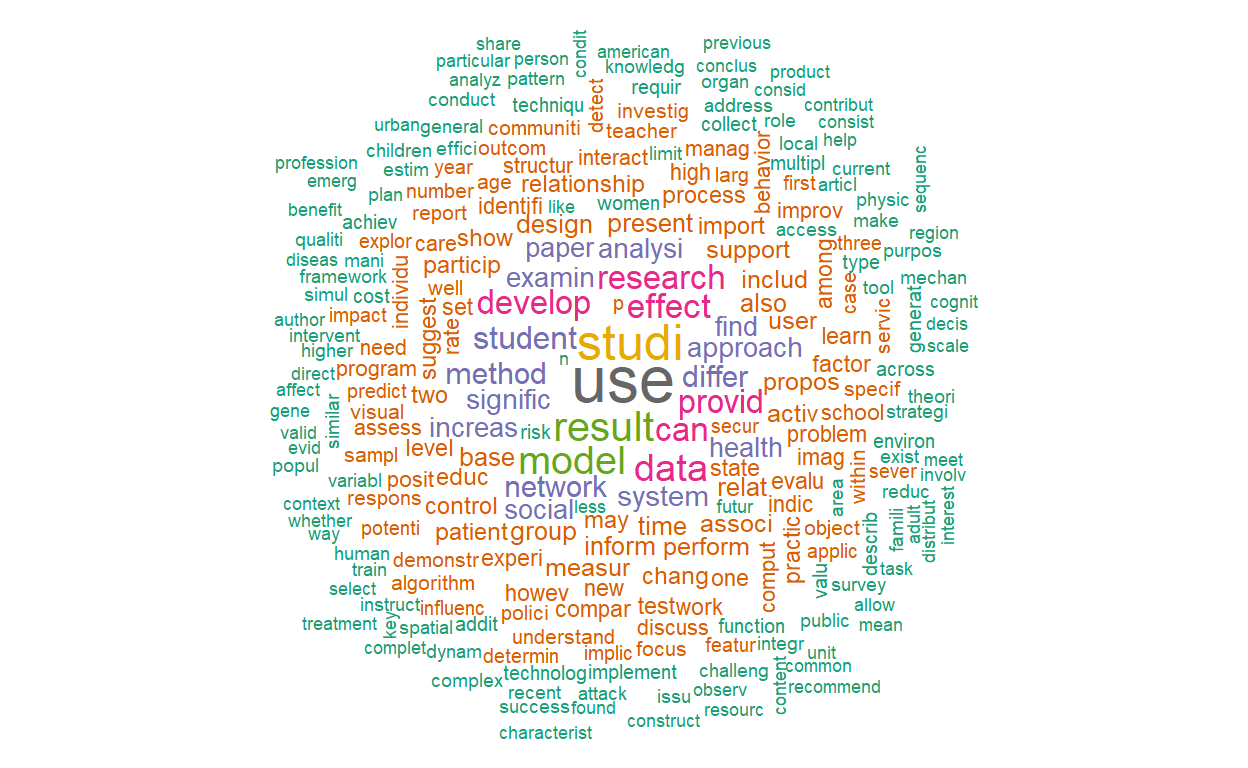 share
condit
american
previous
particular
person
knowledg
conclus
product
analyz
pattern
requir
organ
consid
conduct
techniqu
detect
investig
address
contribut
urban
general
communiti
teacher
collect
role
consist
children
effici
outcom
structur
interact
limit
manag
behavior
multipl
local
help
profession
emerg
estim
year
age
relationship
high
larg
first
articl
current
sequenc
plan
number
identifi
like
women
process
improv
physic
benefit
achiev
report
design
present
import
access
make
region
qualiti
explor
care
show
paper
analysi
support
among
three
purpos
diseas
mani
individu
particip
examin
research
includ
case
type
mechan
framework
well
simul
cost
suggest
set
develop
p
effect
also
tool
generat
cognit
author
impact
rate
student
studi
find
user
learn
servic
decis
intervent
higher
need
n
approach
factor
across
scale
direct
program
method
use
differ
propos
specif
theori
affect
predict
two
signific
provid
activ
school
strategi
gene
similar
visual
valid
assess
increas
risk
result
can
secur
health
problem
environ
evid
sampl
level
base
model
data
state
imag
within
exist
meet
popul
variabl
posit
educ
network
system
relat
evalu
sever
involv
context
respons
control
social
less
futur
indic
area
reduc
whether
way
potenti
patient
group
may
time
associ
object
describ
famili
adult
distribut
interest
human
demonstr
experi
inform
perform
comput
practic
applic
train
algorithm
measur
chang
one
valu
task
select
howev
new
survey
instruct
influenc
polici
compar
test
work
allow
treatment
key
spatial
addit
understand
discuss
function
public
mean
complet
dynam
determin
implic
focus
featur
integr
unit
complex
technolog
implement
challeng
content
common
recent
attack
issu
observ
recommend
success
found
construct
resourc
characterist